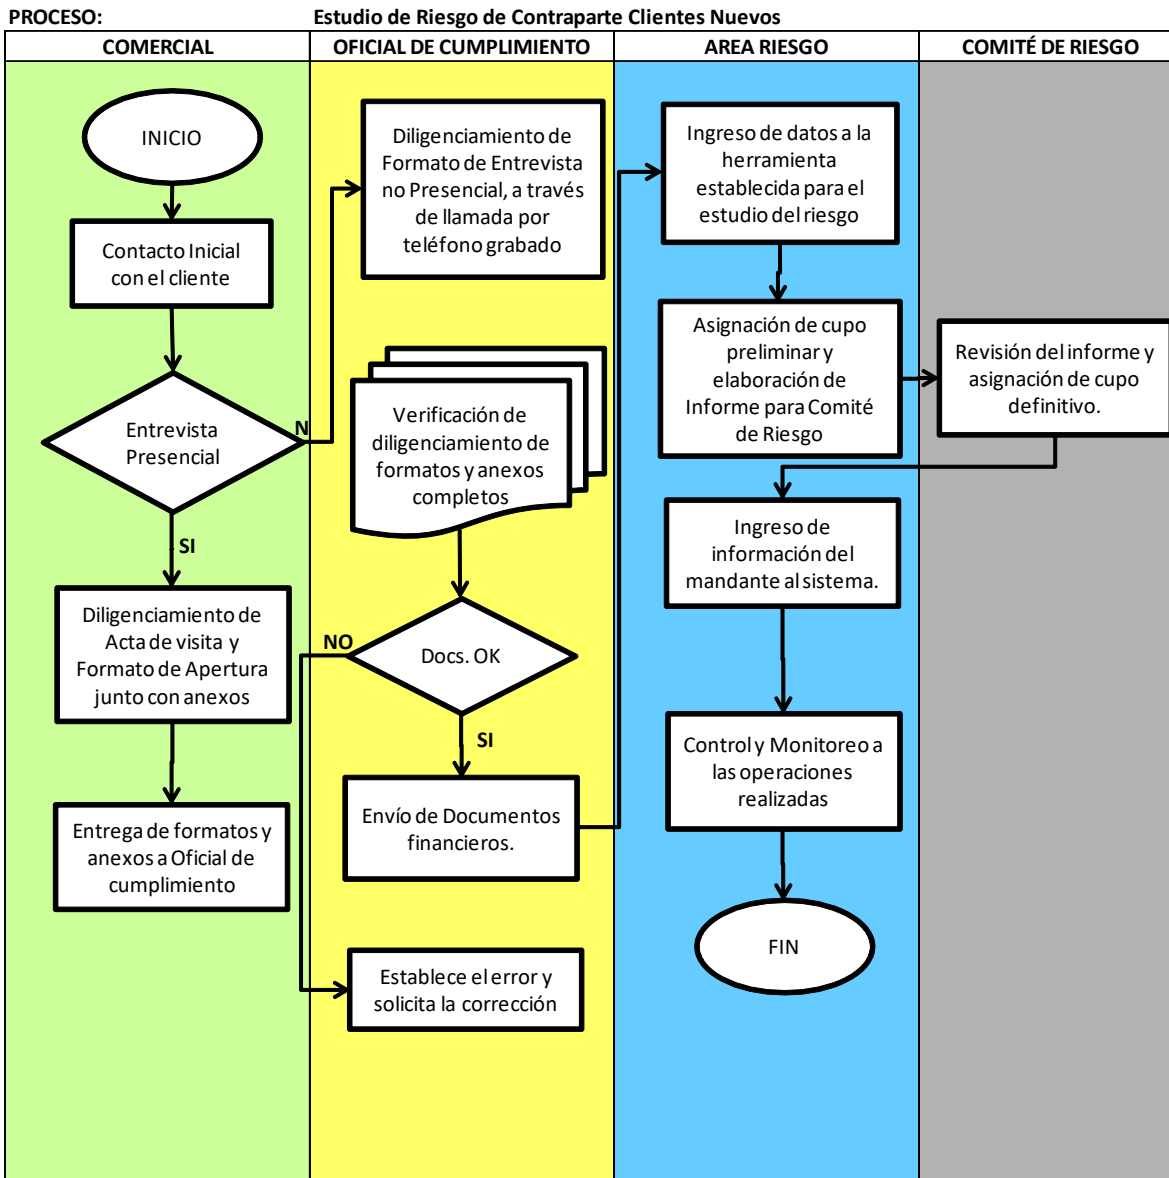 PROCESO: Estudio de Riesgo de Contraparte Clientes Nuevos
COMERCIAL
OFICIAL DE CUMPLIMIENTO
AREA RIESGO
COMITÉ DE RIESGO
INICIO
Contacto Inicial
con el cliente
Entrevista
Presencial
N
SI
Diligenciamiento de
Acta de visita y
Formato de Apertura
junto con anexos
Entrega de formatos y
anexos a Oficial de
cumplimiento
Diligenciamiento de
Formato de Entrevista
no Presencial, a través
de llamada por
teléfono grabado
Verificación de
diligenciamiento de
formatos y anexos
completos
Docs. OK
NO
SI
Envío de Documentos
financieros.
Establece el error y
solicita la corrección
Ingreso de datos a la
herramienta
establecida para el
estudio del riesgo
Asignación de cupo
preliminar y
elaboración de
Informe para Comité
de Riesgo
Revisión del informe y
asignación de cupo
definitivo.
Ingreso de
información del
mandante al sistema.
Control y Monitoreo a
las operaciones
realizadas
FIN